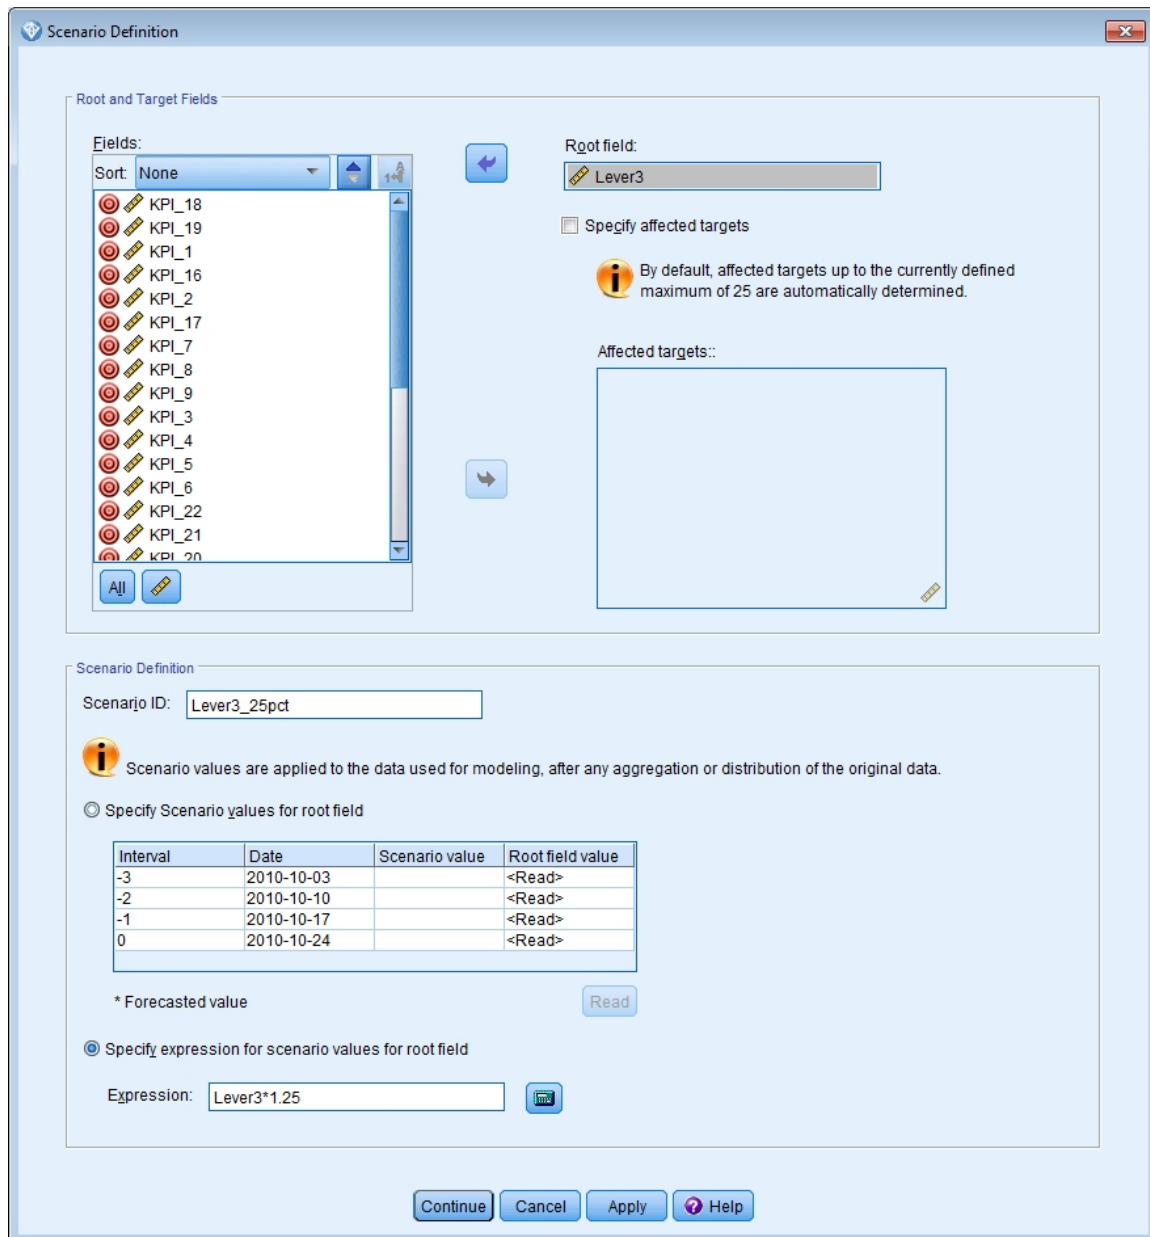 Scenario Definition
Root and Target Fields
Fields:
Sort: None
KPI_18
KPI_19
KPI_1
KPI_16
KPI_2
KPI_17
KPI_7
KPI_8
KPI_9
KPI_3
KPI_4
KPI_5
KPI_6
KPI_22
KPI_21
KPI_20
All
Root field:
Lever3
Specify affected targets
By default, affected targets up to the currently defined
maximum of 25 are automatically determined.
Affected targets::
Scenario Definition
Scenario ID: Lever3_25pct
Scenario values are applied to the data used for modeling, after any aggregation or distribution of the original data.
Specify Scenario values for root field
Interval Date Scenario value Root field value
-3 2010-10-03 <Read>
-2 2010-10-10 <Read>
-1 2010-10-17 <Read>
0 2010-10-24 <Read>
* Forecasted value Read
Specify expression for scenario values for root field
Expression: Lever3*1.25
Continue Cancel Apply Help